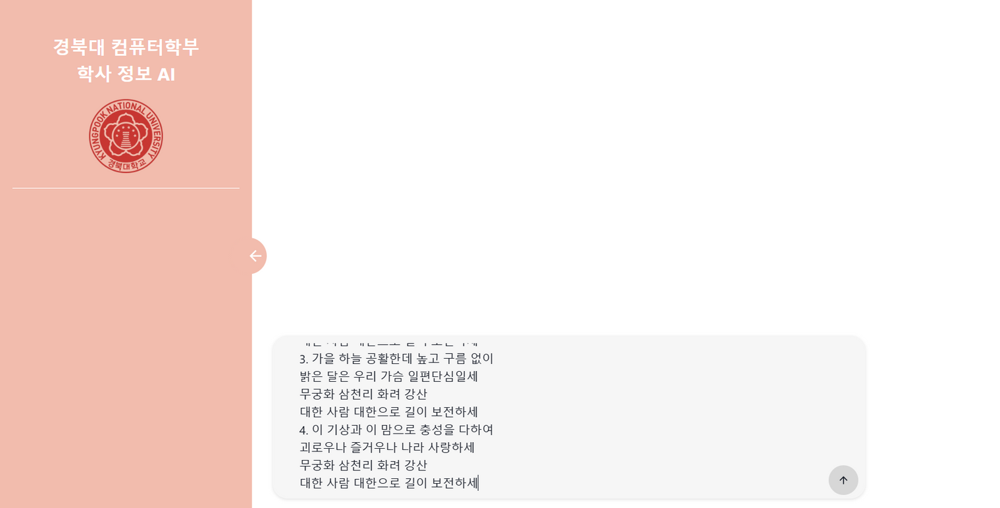 경북대 컴퓨터학부
학사 정보 AI
KYUNGPOOK NATIONAL UNIVERSITY
경북대학교
3. 가을 하늘 공활한데 높고 구름 없이
밝은 달은 우리 가슴 일편단심일세
무궁화 삼천리 화려 강산
대한 사람 대한으로 길이 보전하세
4. 이 기상과 이 맘으로 충성을 다하여
괴로우나 즐거우나 나라 사랑하세
무궁화 삼천리 화려 강산
대한 사람 대한으로 길이 보전하세